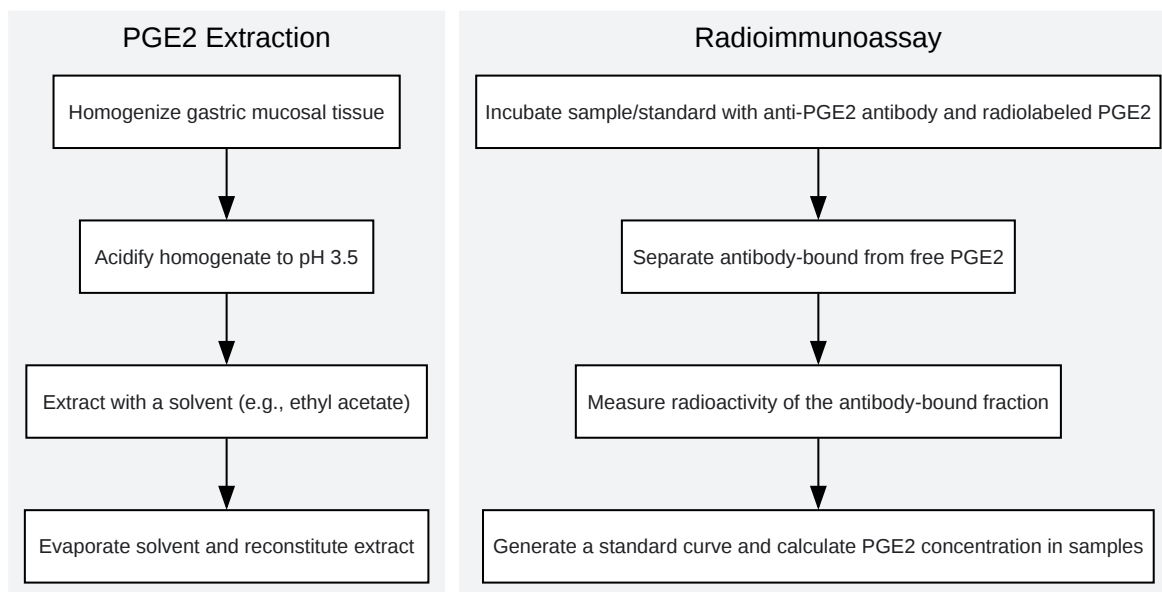 PGE2 Extraction
Homogenize gastric mucosal tissue
Acidify homogenate to pH 3.5
Extract with a solvent (e.g., ethyl acetate)
Evaporate solvent and reconstitute extract
Radioimmunoassay
Incubate sample/standard with anti-PGE2 antibody and radiolabeled PGE2
Separate antibody-bound from free PGE2
Measure radioactivity of the antibody-bound fraction
Generate a standard curve and calculate PGE2 concentration in samples